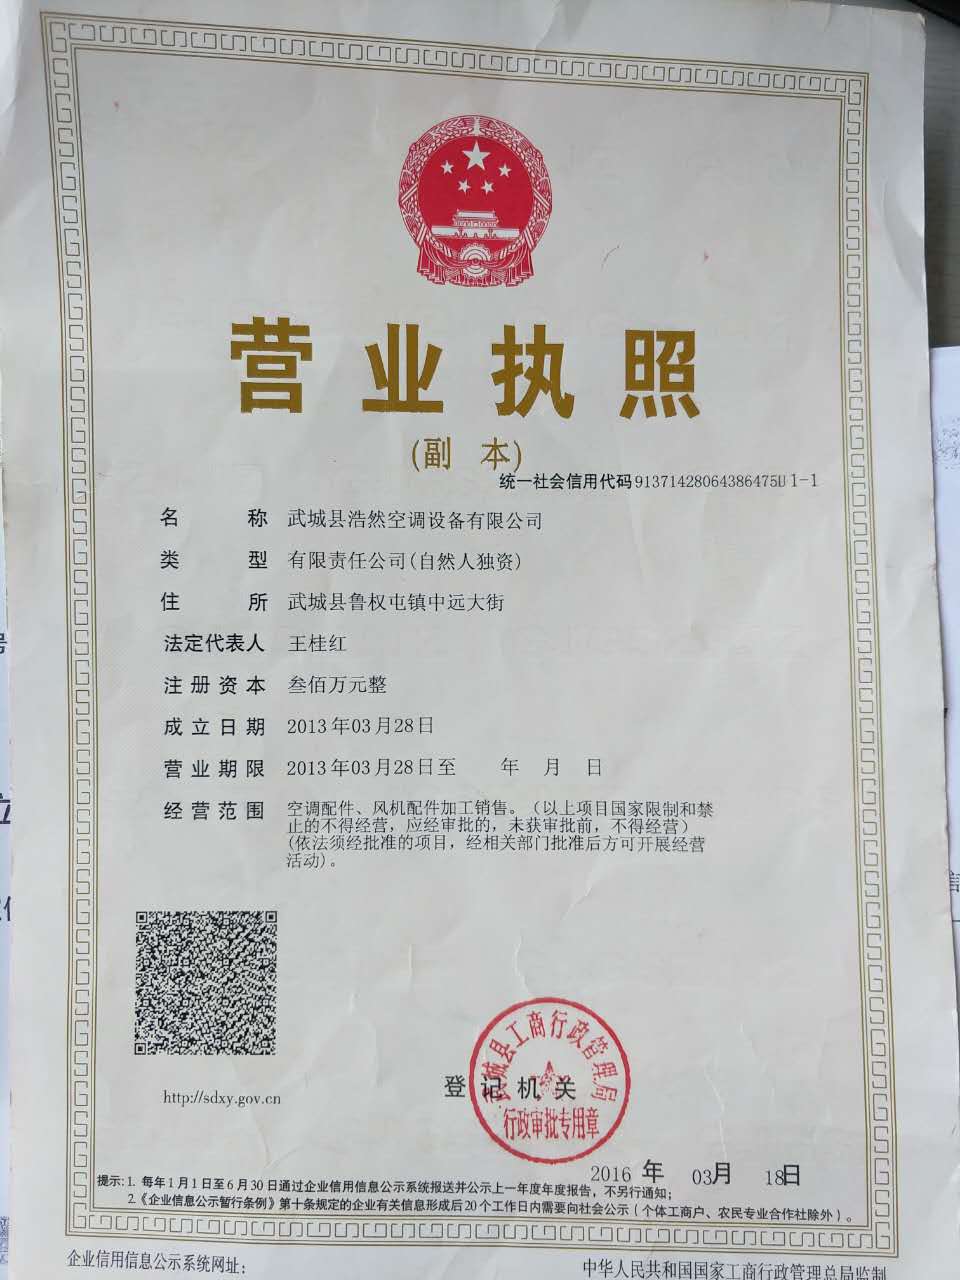 营业执照
(副 本)
统一社会信用代码91371428064386475U 1-1
名 称 武城县浩然空调设备有限公司
类 型 有限责任公司(自然人独资)
住 所 武城县鲁权屯镇中远大街
法定代表人 王桂红
注册资本 叁佰万元整
成立日期 2013年03月28日
营业期限 2013年03月28日至 年 月 日
经营范围 空调配件、风机配件加工销售。(以上项目国家限制和禁
止的不得经营，应经审批的，未获审批前，不得经营)
(依法须经批准的项目，经相关部门批准后方可开展经营
活动)。
http://sdxy.gov.cn
登记机关
武城县工商行政管理局
行政审批专用章
2016 年 03月 18日
提示: 1. 每年1月1日至6月30日通过企业信用信息公示系统报送并公示上一年度年度报告，不另行通知；
2.《企业信息公示暂行条例》第十条规定的企业有关信息形成后20个工作日内需要向社会公示（个体工商户、农民专业合作社除外）。
企业信用信息公示系统网址：
中华人民共和国国家工商行政管理总局监制